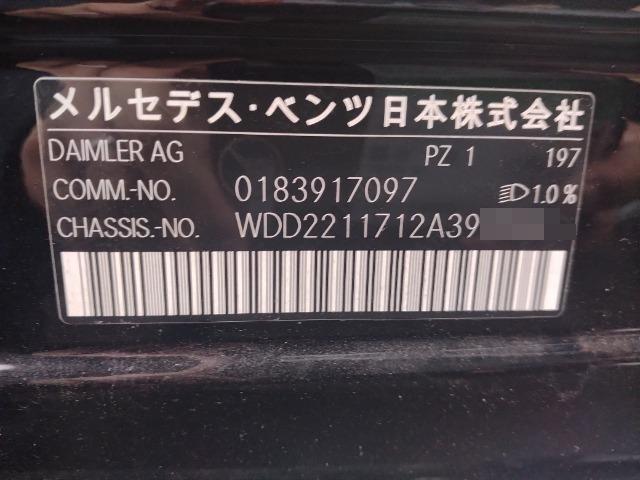 メルセデス・ベンツ日本株式会社
DAIMLER AG PZ 1 197
COMM.-NO. 0183917097 1.0%
CHASSIS.-NO. WDD2211712A39